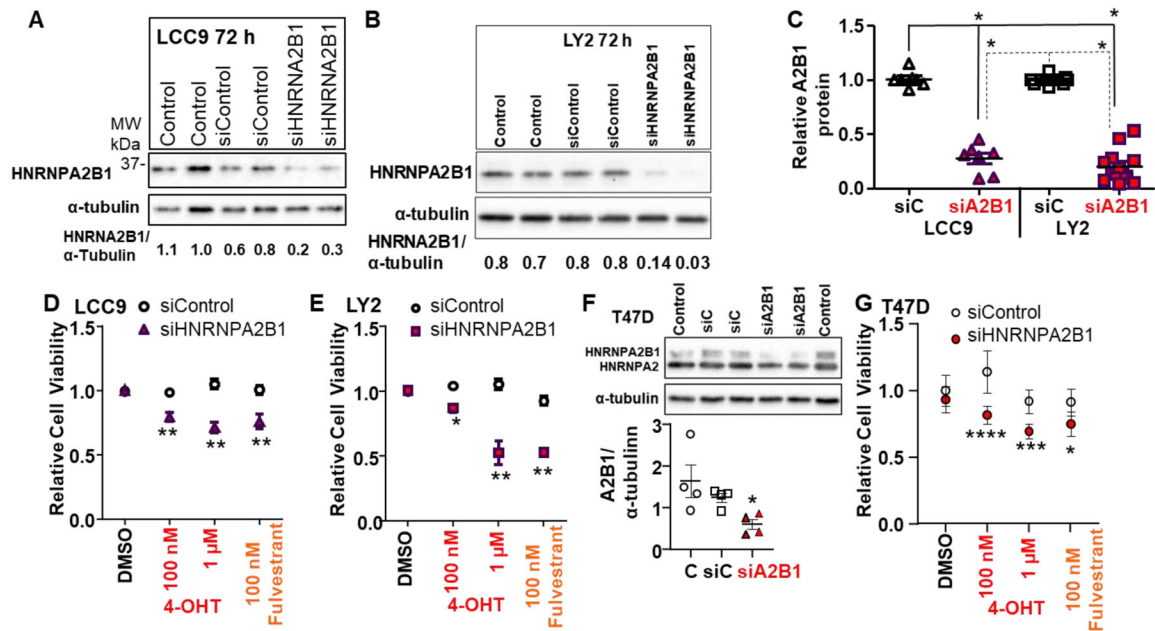 A
LCC9 72 h
Control
Control
siControl
siControl
siHNRNA2B1
siHNRNA2B1
MW
kDa
37-
HNRNPA2B1
α-tubulin
HNRNA2B1/
α-Tubulin
1.1 1.0 0.6 0.8 0.2 0.3
B
LY2 72 h
Control
Control
siControl
siControl
siHNRNPA2B1
siHNRNPA2B1
HNRNPA2B1
α-tubulin
HNRNA2B1/
α-tubulin
0.8 0.7 0.8 0.8 0.14 0.03
C
Relative A2B1
protein
1.5
1.0
0.5
0.0
* * * *
siC siA2B1 siC siA2B1
LCC9 LY2
D LCC9
siControl
siHNRNPA2B1
Relative Cell Viability
1.5
1.0
0.5
0.0
** ** **
DMSO
100 nM
1 µM
100 nM
Fulvestrant
4-OHT
E LY2
siControl
siHNRNPA2B1
Relative Cell Viability
1.5
1.0
0.5
0.0
* ** **
DMSO
100 nM
1 µM
100 nM
Fulvestrant
4-OHT
F
T47D
Control
siC
siC
siA2B1
siA2B1
Control
HNRNPA2B1
HNRNPA2
α-tubulin
A2B1/
α-tubulinn
3
2
1
0
*
C siC siA2B1
G T47D
siControl
siHNRNPA2B1
Relative Cell Viability
1.5
1.0
0.5
0.0
**** *** *
DMSO
100 nM
1 µM
100 nM
Fulvestrant
4-OHT